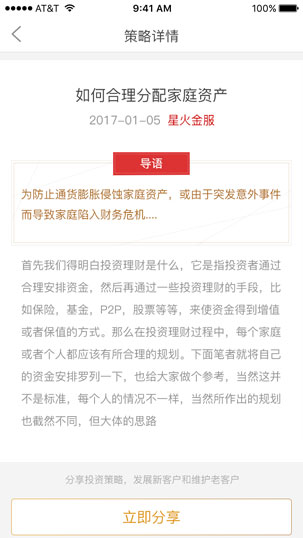 AT&T 9:41 AM 100%
策略详情
如何合理分配家庭资产
2017-01-05 星火金服
导语
为防止通货膨胀侵蚀家庭资产，或由于突发意外事件
而导致家庭陷入财务危机....
首先我们得明白投资理财是什么，它是指投资者通过
合理安排资金，然后再通过一些投资理财的手段，比
如保险，基金，P2P，股票等等，来使资金得到增值
或者保值的方式。那么在投资理财过程中，每个家庭
或者个人都应该有所合理的规划。下面笔者就将自己
的资金安排罗列一下，也给大家做个参考，当然这并
不是标准，每个人的情况不一样，当然所作出的规划
也截然不同，但大体的思路
分享投资策略，发展新客户和维护老客户
立即分享